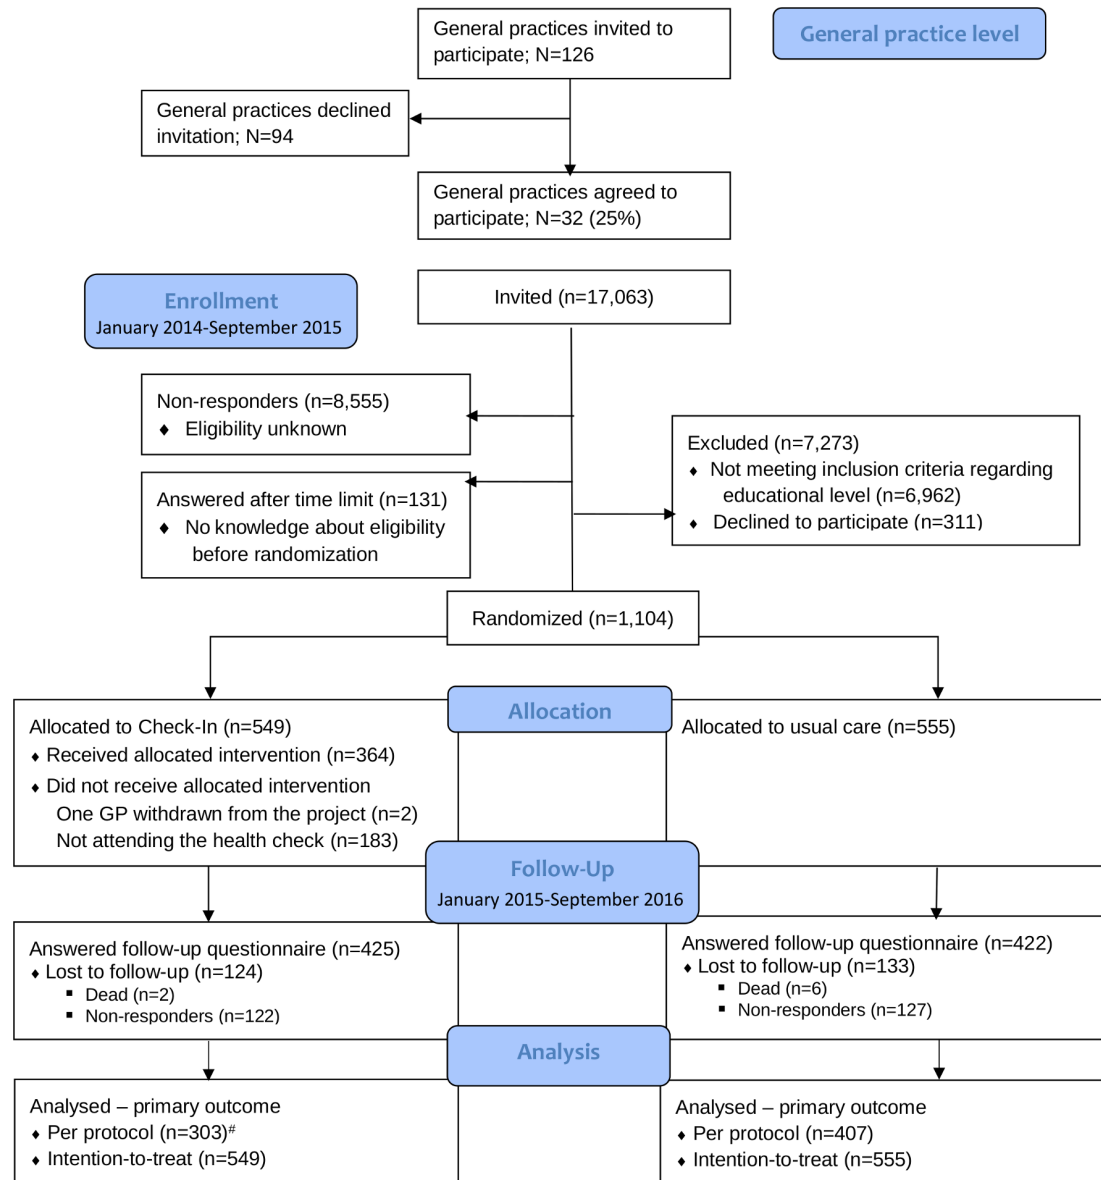 General practices invited to
participate; N=126
General practice level
General practices declined
invitation; N=94
General practices agreed to
participate; N=32 (25%)
Enrollment
January 2014-September 2015
Invited (n=17,063)
Non-responders (n=8,555)
♦ Eligibility unknown
Excluded (n=7,273)
♦ Not meeting inclusion criteria regarding
educational level (n=6,962)
♦ Declined to participate (n=311)
Answered after time limit (n=131)
♦ No knowledge about eligibility
before randomization
Randomized (n=1,104)
Allocation
Allocated to Check-In (n=549)
♦ Received allocated intervention (n=364)
♦ Did not receive allocated intervention
One GP withdrawn from the project (n=2)
Not attending the health check (n=183)
Allocated to usual care (n=555)
Follow-Up
January 2015-September 2016
Answered follow-up questionnaire (n=425)
♦ Lost to follow-up (n=124)
▪ Dead (n=2)
▪ Non-responders (n=122)
Answered follow-up questionnaire (n=422)
♦ Lost to follow-up (n=133)
▪ Dead (n=6)
▪ Non-responders (n=127)
Analysis
Analysed – primary outcome
♦ Per protocol (n=303)#
♦ Intention-to-treat (n=549)
Analysed – primary outcome
♦ Per protocol (n=407)
♦ Intention-to-treat (n=555)